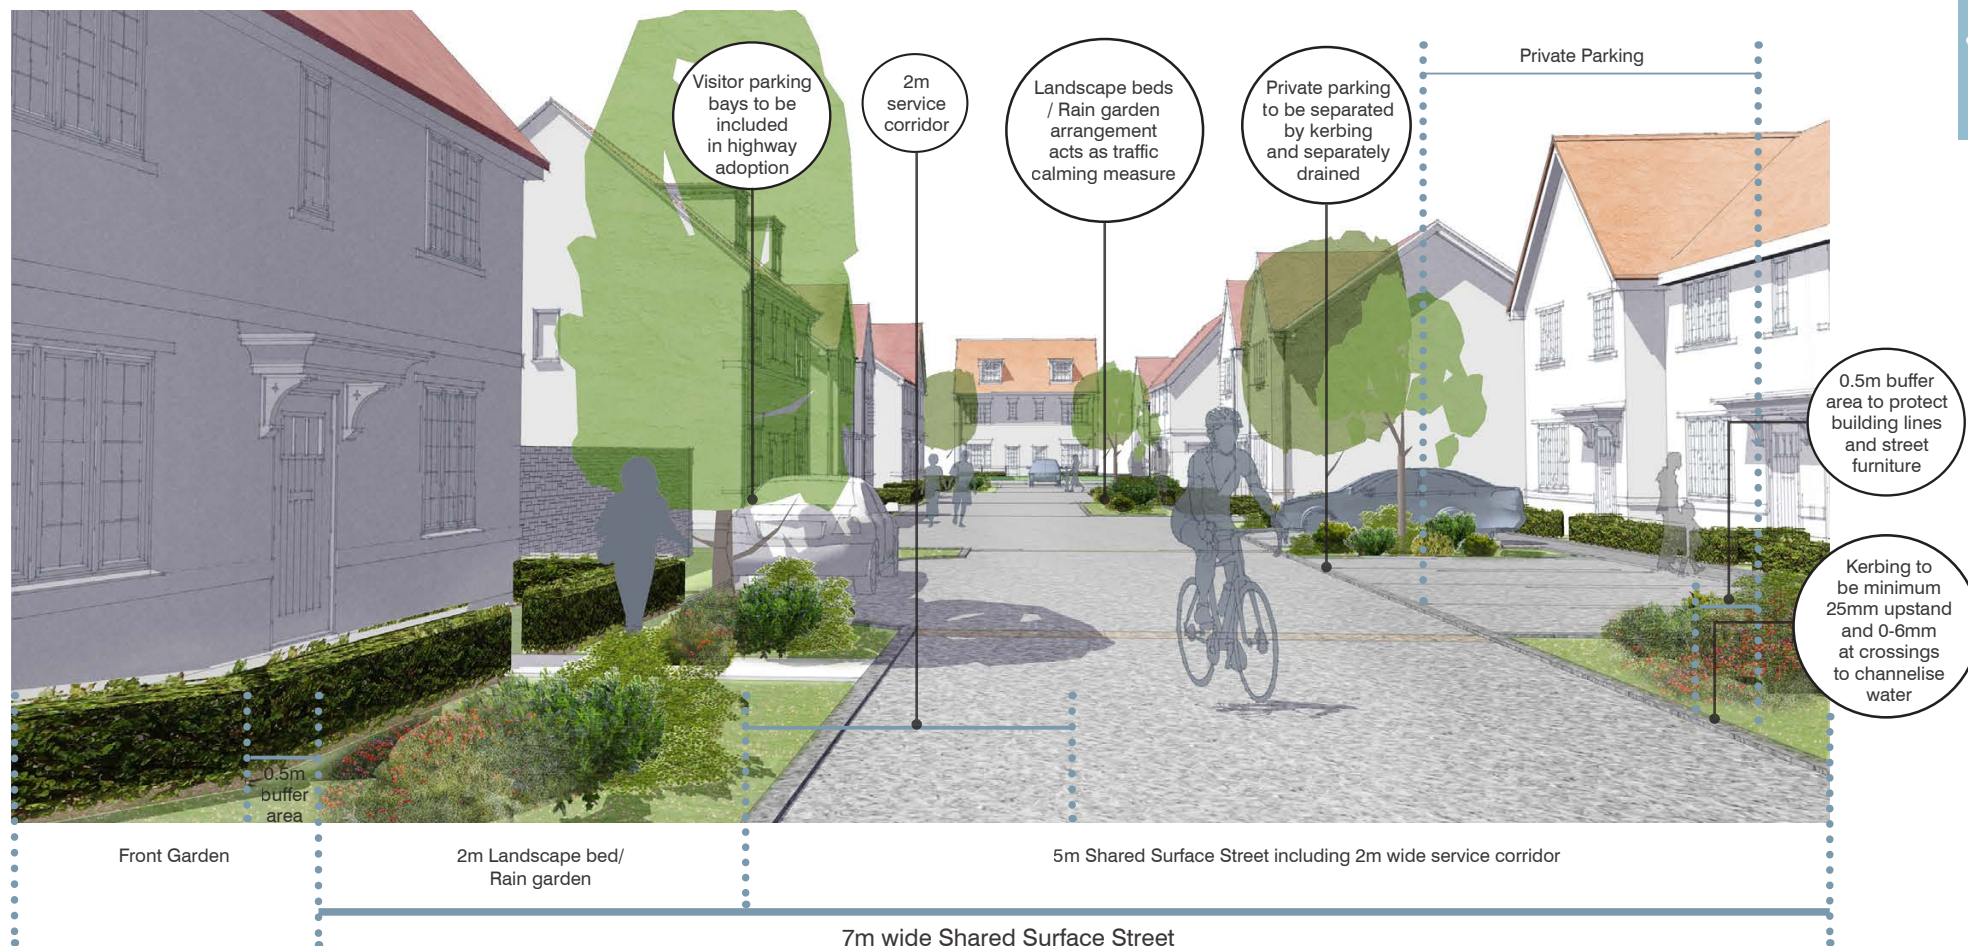 Visitor parking
bays to be
included
in highway
adoption
2m
service
corridor
Landscape beds
/ Rain garden
arrangement
acts as traffic
calming measure
Private parking
to be separated
by kerbing
and separately
drained
Private Parking
0.5m buffer
area to protect
building lines
and street
furniture
Kerbing to
be minimum
25mm upstand
and 0-6mm
at crossings
to channelise
water
0.5m
buffer
area
Front Garden
2m Landscape bed/
Rain garden
5m Shared Surface Street including 2m wide service corridor
7m wide Shared Surface Street